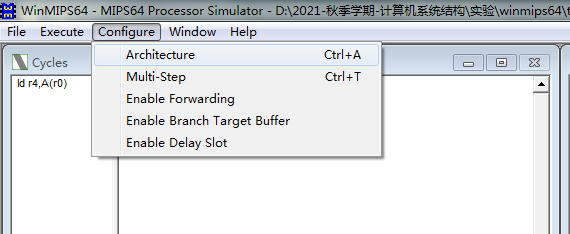 WinMIPS64 - MIPS64 Processor Simulator - D:\2021-秋季学期-计算机系统结构\实验\winmips64\t
File Execute Configure Window Help
Cycles
Architecture Ctrl+A
Multi-Step Ctrl+T
Enable Forwarding
Enable Branch Target Buffer
Enable Delay Slot
ld r4,A(r0)